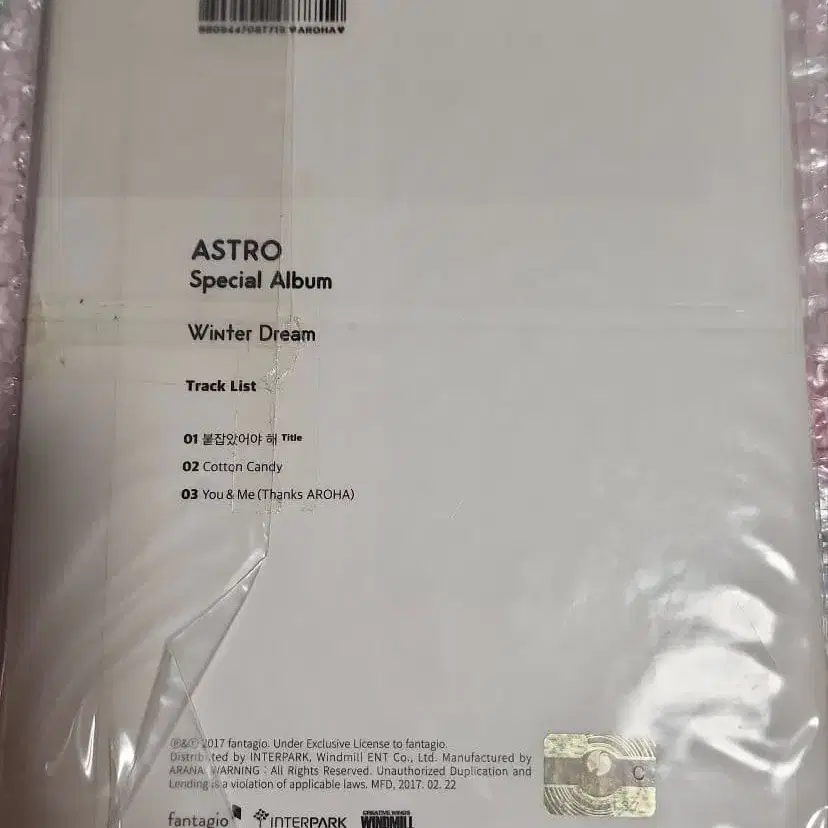 ♥AROHA♥
ASTRO
Special Album
Winter Dream
Track List
01 붙잡았어야 해 Title
02 Cotton Candy
03 You & Me (Thanks AROHA)
℗&© 2017 fantagio. Under Exclusive License to fantagio.
Distributed by INTERPARK, Windmill ENT Co., Ltd. Manufactured by
ARANA. WARNING : All Rights Reserved. Unauthorized Duplication and
Lending is a violation of applicable laws. MFD, 2017. 02. 22
C
fantagio INTERPARK CREATIVE WINDS
WINDMILL